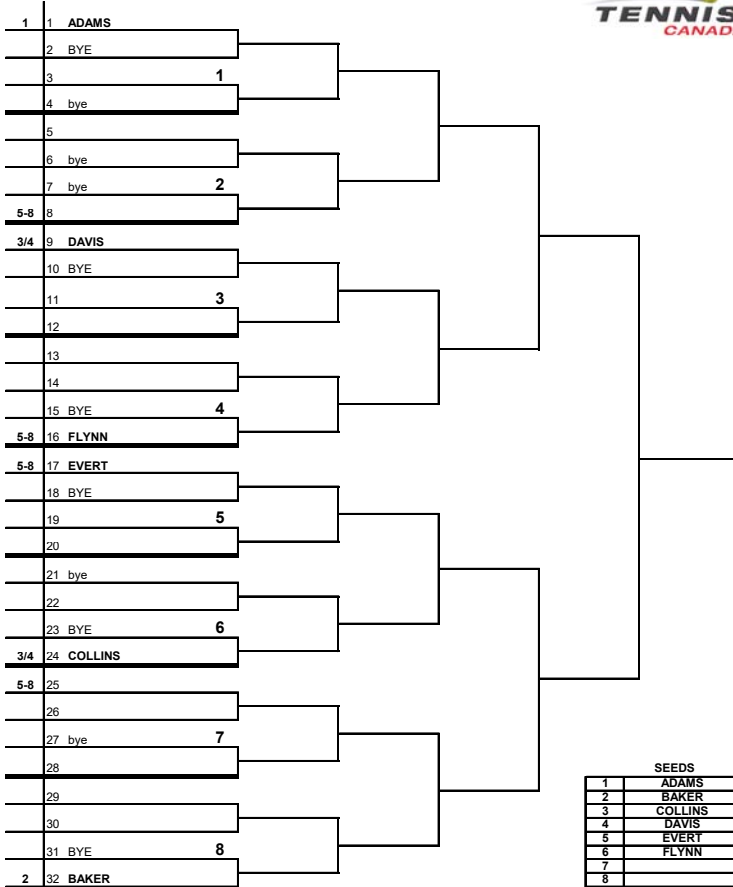 TENNIS
CANAD
1 1 ADAMS
2 BYE
3 1
4 bye
5
6 bye
7 bye 2
5-8 8
3/4 9 DAVIS
10 BYE
11 3
12
13
14
15 BYE 4
5-8 16 FLYNN
5-8 17 EVERT
18 BYE
19 5
20
21 bye
22
23 BYE 6
3/4 24 COLLINS
5-8 25
26
27 bye 7
28
29
30
31 BYE 8
2 32 BAKER
SEEDS
1 ADAMS
2 BAKER
3 COLLINS
4 DAVIS
5 EVERT
6 FLYNN
7
8